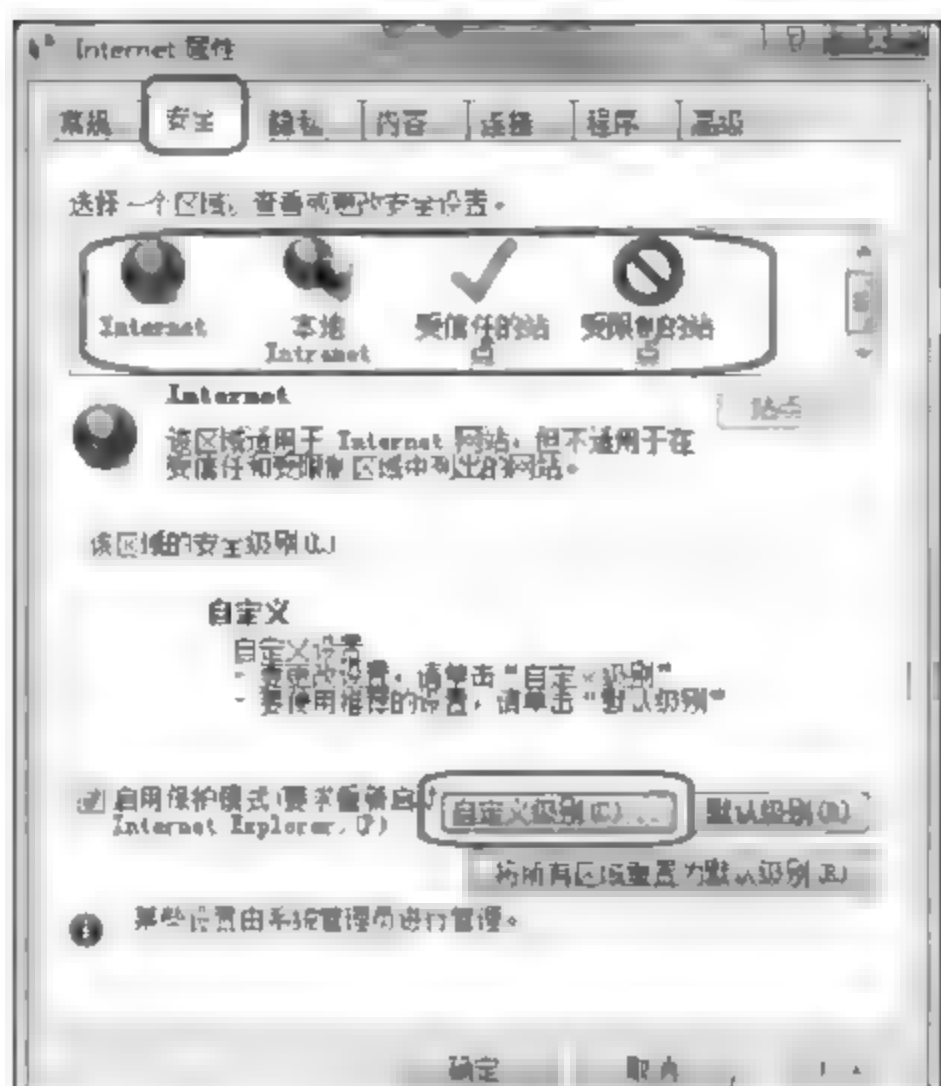 Internet 属性
常规 安全 隐私 内容 连接 程序 高级
选择一个区域，查看或更改安全设置。
Internet 本地 Intranet 受信任的站点 受限制的站点
Internet
站点
该区域适用于 Internet 网站，但不适用于在
受信任和受限制区域中列出的网站。
该区域的安全级别(L)
自定义
自定义设置
- 要更改设置，请单击“自定义级别”
- 要使用推荐的设置，请单击“默认级别”
启用保护模式(要求重新启动
Internet Explorer)(P)
自定义级别(C)... 默认级别(D)
将所有区域重置为默认级别(R)
某些设置由系统管理员进行管理。
确定 取消